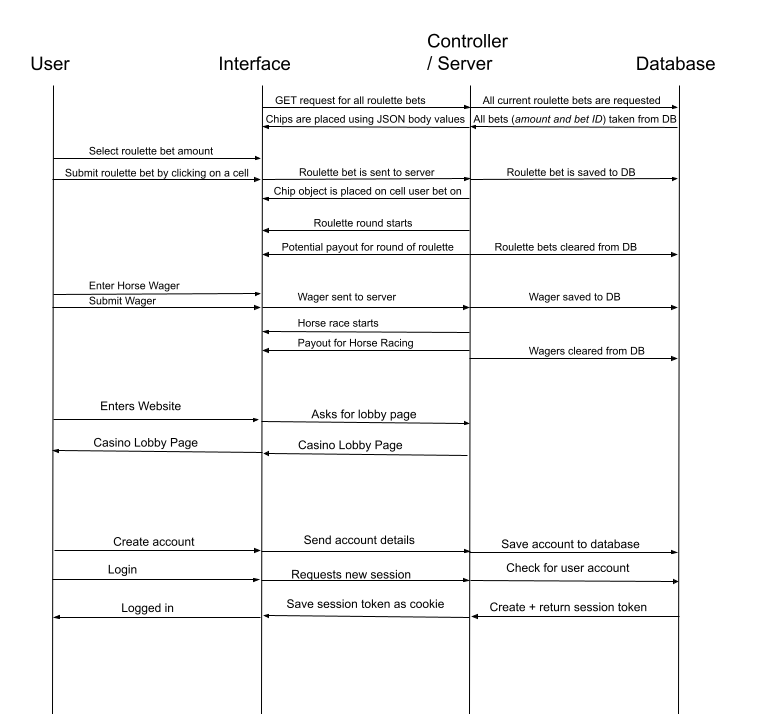 User
Interface
Controller
/ Server
Database
GET request for all roulette bets
All current roulette bets are requested
Chips are placed using JSON body values
All bets (amount and bet ID) taken from DB
Select roulette bet amount
Submit roulette bet by clicking on a cell
Roulette bet is sent to server
Roulette bet is saved to DB
Chip object is placed on cell user bet on
Roulette round starts
Potential payout for round of roulette
Roulette bets cleared from DB
Enter Horse Wager
Submit Wager
Wager sent to server
Wager saved to DB
Horse race starts
Payout for Horse Racing
Wagers cleared from DB
Enters Website
Asks for lobby page
Casino Lobby Page
Casino Lobby Page
Create account
Send account details
Save account to database
Login
Requests new session
Check for user account
Logged in
Save session token as cookie
Create + return session token